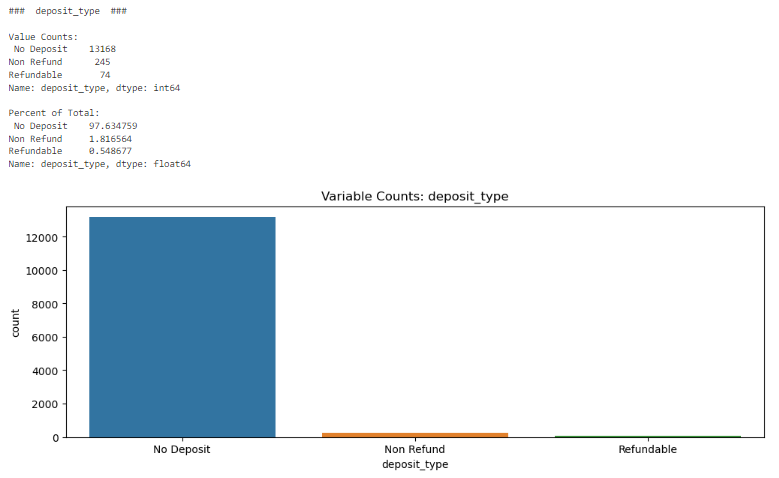 ###  deposit_type  ###
Value Counts:
 No Deposit    13168
Non Refund      245
Refundable       74
Name: deposit_type, dtype: int64
Percent of Total:
 No Deposit    97.634759
Non Refund     1.816564
Refundable     0.548677
Name: deposit_type, dtype: float64
Variable Counts: deposit_type
12000
10000
8000
6000
4000
2000
0
count
No Deposit
Non Refund
Refundable
deposit_type